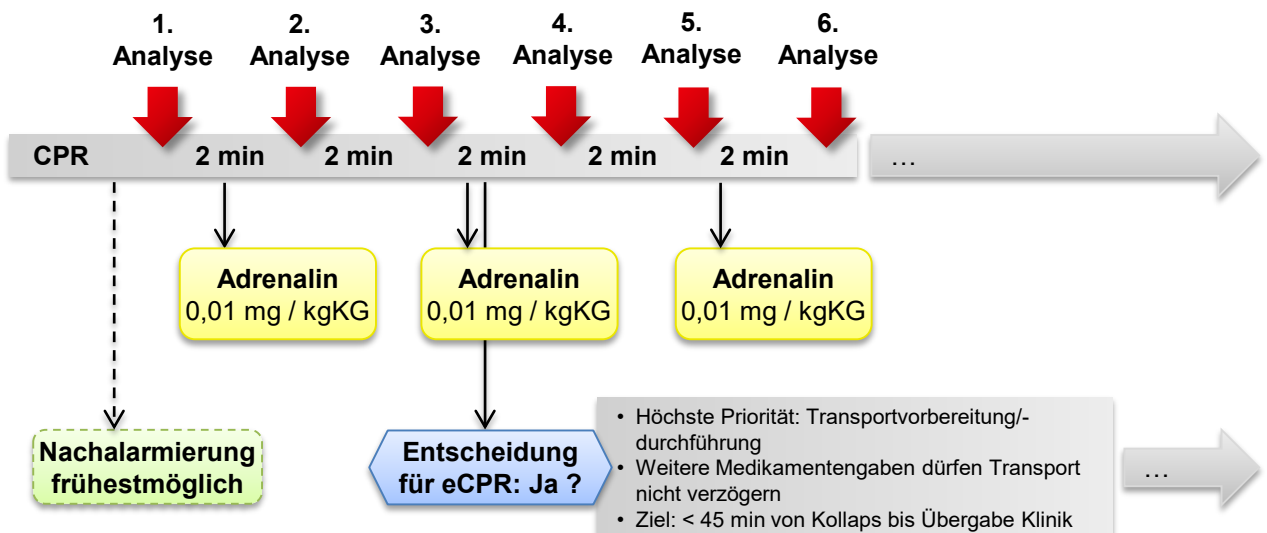 1.
Analyse
2.
Analyse
3.
Analyse
4.
Analyse
5.
Analyse
6.
Analyse
CPR
2 min
2 min
2 min
2 min
2 min
…
Adrenalin
0,01 mg / kgKG
Adrenalin
0,01 mg / kgKG
Adrenalin
0,01 mg / kgKG
Nachalarmierung
frühestmöglich
Entscheidung
für eCPR: Ja ?
• Höchste Priorität: Transportvorbereitung/-
durchführung
• Weitere Medikamentengaben dürfen Transport
nicht verzögern
• Ziel: < 45 min von Kollaps bis Übergabe Klinik
…